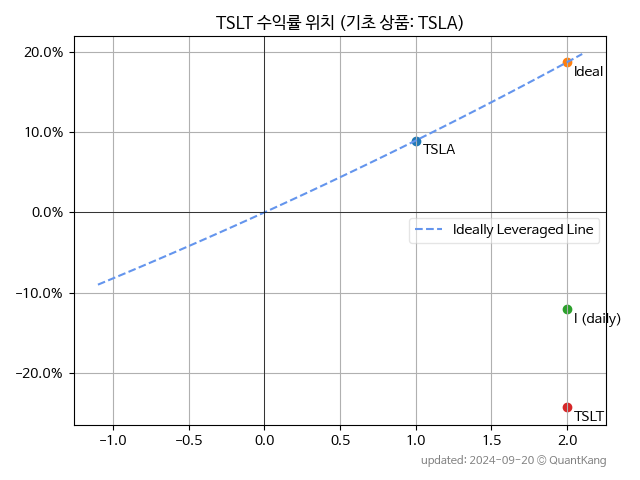 TSLT 수익률 위치 (기초 상품: TSLA)
20.0%
Ideal
10.0%
TSLA
0.0%
Ideally Leveraged Line
−10.0%
I (daily)
−20.0%
TSLT
−1.0 −0.5 0.0 0.5 1.0 1.5 2.0
updated: 2024-09-20 © QuantKang